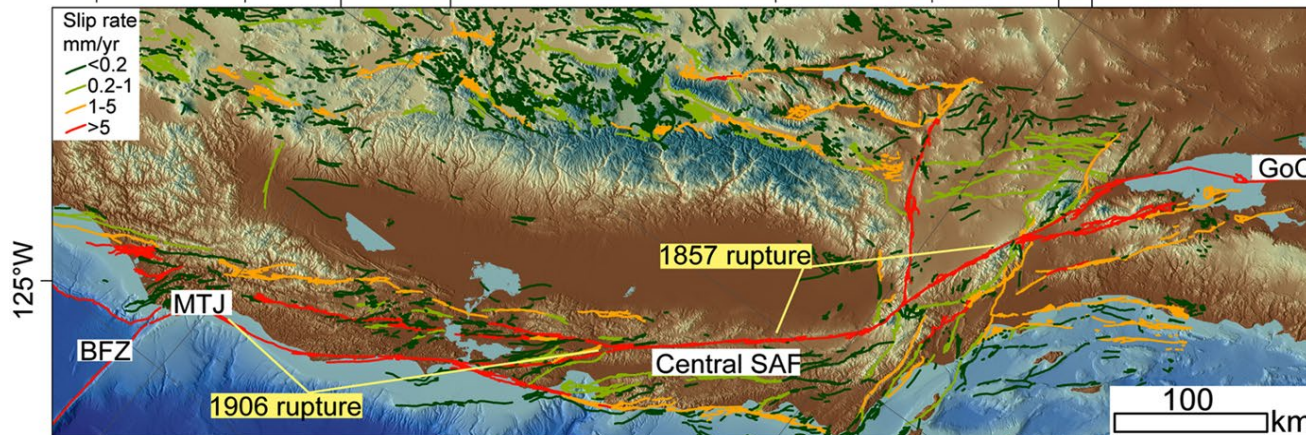 Slip rate
mm/yr
<0.2
0.2-1
1-5
>5
GoC
1857 rupture
125°W
MTJ
BFZ
Central SAF
1906 rupture
100
km